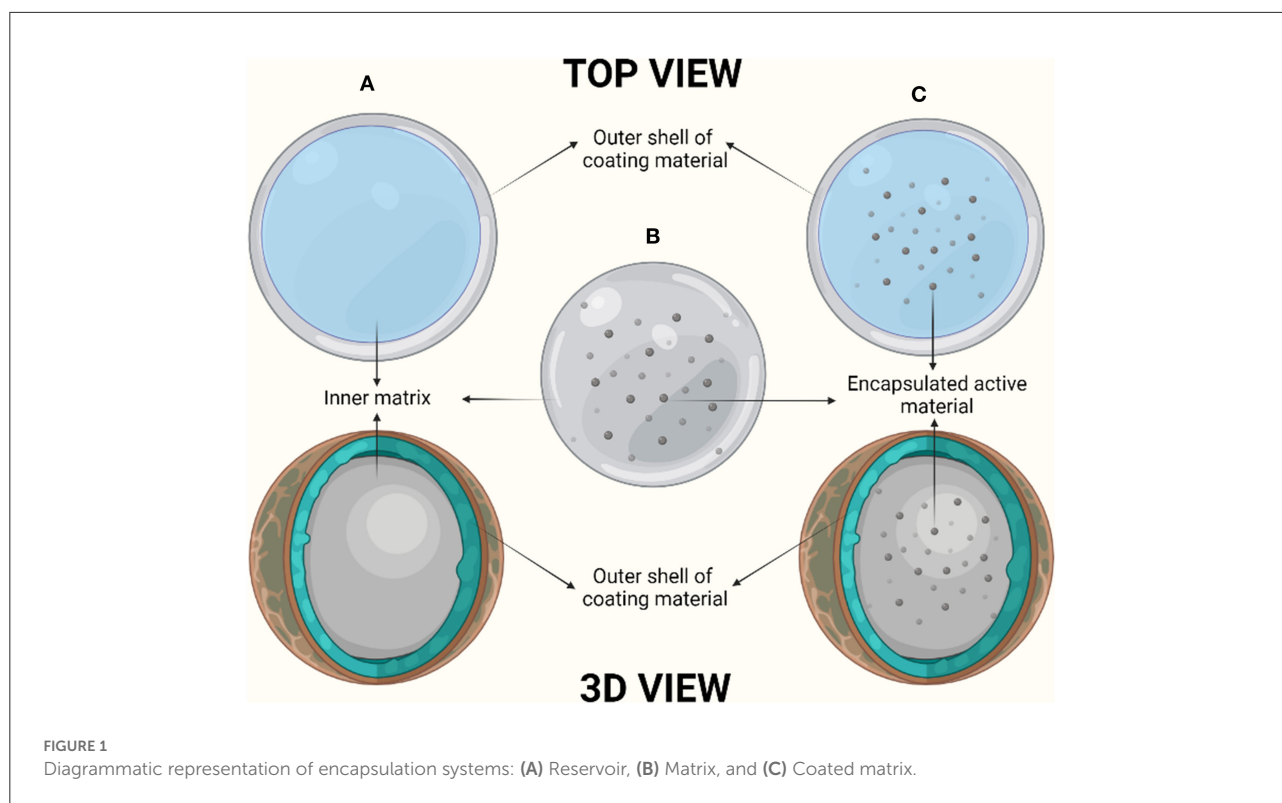 TOP VIEW
A
C
Outer shell of
coating material
B
Inner matrix
Encapsulated active
material
Outer shell of
coating material
3D VIEW
FIGURE 1
Diagrammatic representation of encapsulation systems: (A) Reservoir, (B) Matrix, and (C) Coated matrix.